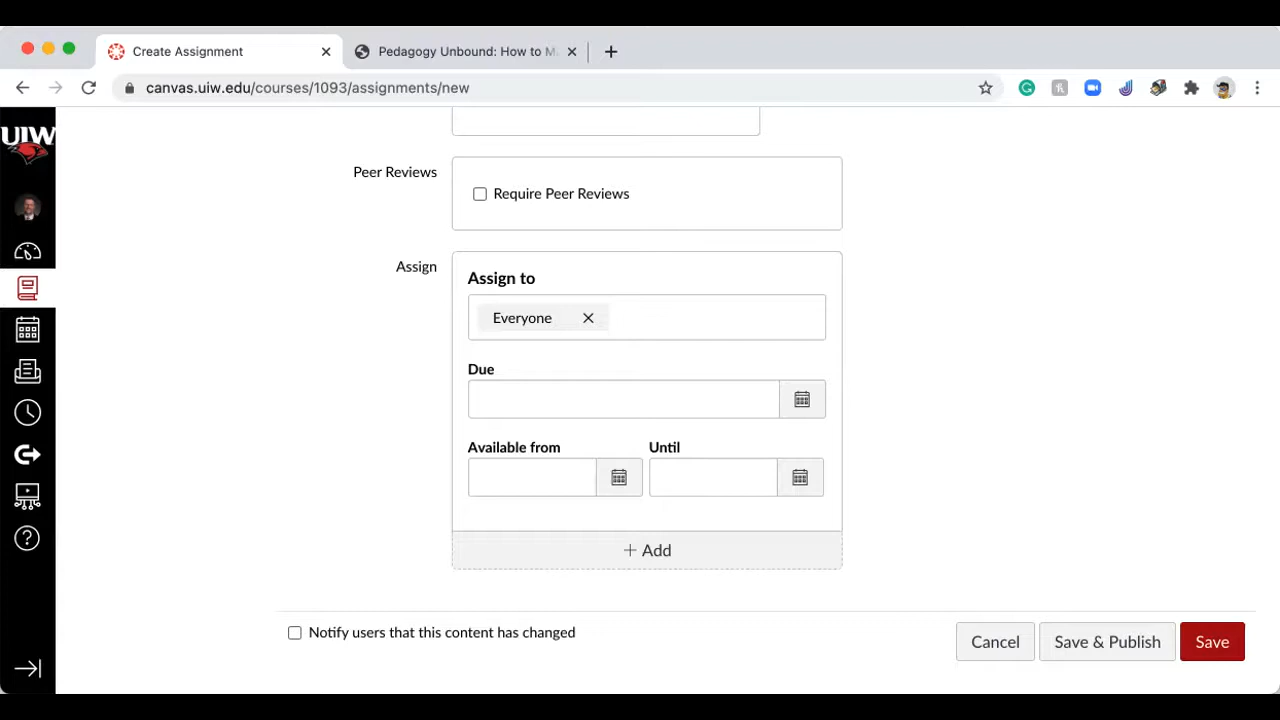 Create Assignment
Pedagogy Unbound: How to M
canvas.uiw.edu/courses/1093/assignments/new
UIW
Peer Reviews
Require Peer Reviews
Assign
Assign to
Everyone
Due
Available from
Until
+ Add
Notify users that this content has changed
Cancel
Save & Publish
Save